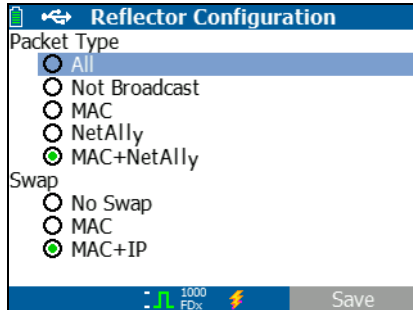 Reflector Configuration
Packet Type
All
Not Broadcast
MAC
NetAlly
MAC+NetAlly
Swap
No Swap
MAC
MAC+IP
1000
FDx
Save